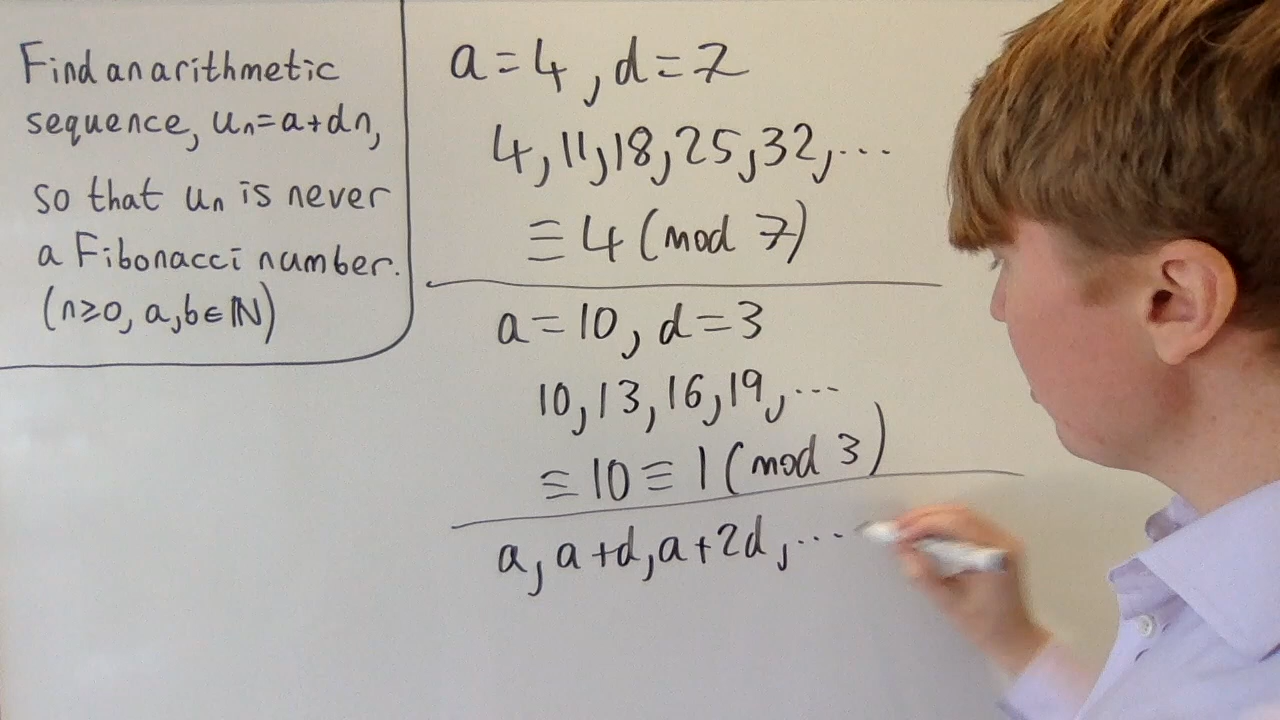 Find an arithmetic
sequence, uₙ=a+dn,
so that uₙ is never
a Fibonacci number.
(n≥0, a,b∈ℕ)
a=4, d=7
4, 11, 18, 25, 32, ...
≡ 4 (mod 7)
a=10, d=3
10, 13, 16, 19, ...
≡ 10 ≡ 1 (mod 3)
a, a+d, a+2d, ...